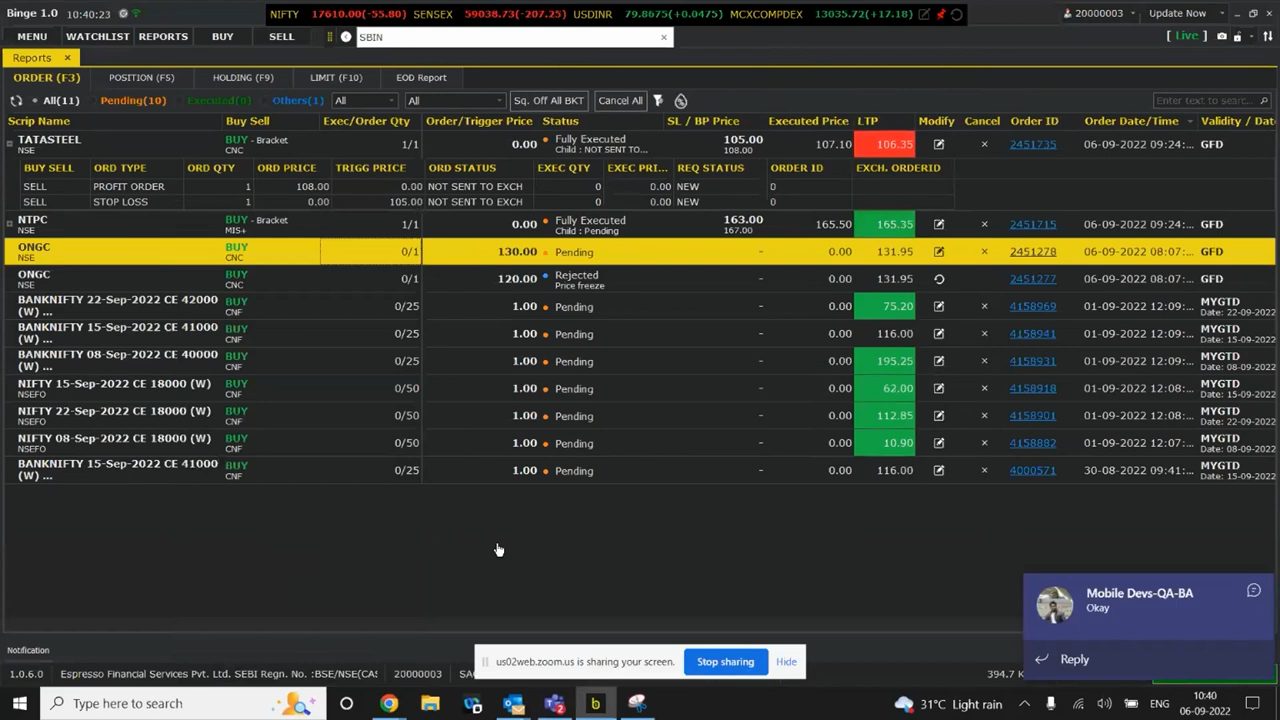 Binge 1.0 10:40:23 NIFTY 17610.00(-55.80) SENSEX 59038.73(-207.25) USDINR 79.8675(+0.0475) MCXCOMPDEX 13035.72(+17.18) 20000003 Update Now
MENU WATCHLIST REPORTS BUY SELL SBIN × [ Live ]
Reports ×
ORDER (F3) POSITION (F5) HOLDING (F9) LIMIT (F10) EOD Report
All(11) Pending(10) Executed(0) Others(1) All All Sq. Off All BKT Cancel All Enter text to search...
Scrip Name Buy Sell Exec/Order Qty Order/Trigger Price Status SL / BP Price Executed Price LTP Modify Cancel Order ID Order Date/Time Validity / Date
TATASTEEL BUY - Bracket 1/1 0.00 Fully Executed 105.00 107.10 106.35 × 2451735 06-09-2022 09:24:... GFD
NSE CNC Child : NOT SENT TO... 108.00
BUY SELL ORD TYPE ORD QTY ORD PRICE TRIGG PRICE ORD STATUS EXEC QTY EXEC PRI... REQ STATUS ORDER ID EXCH. ORDERID
SELL PROFIT ORDER 1 108.00 0.00 NOT SENT TO EXCH 0 0.00 NEW 0
SELL STOP LOSS 1 0.00 105.00 NOT SENT TO EXCH 0 0.00 NEW 0
NTPC BUY - Bracket 1/1 0.00 Fully Executed 163.00 165.50 165.35 × 2451715 06-09-2022 09:24:... GFD
NSE MIS+ Child : Pending 167.00
ONGC BUY 0/1 130.00 Pending - 0.00 131.95 × 2451278 06-09-2022 08:07:... GFD
NSE CNC
ONGC BUY 0/1 120.00 Rejected - 0.00 131.95 2451277 06-09-2022 08:07:... GFD
NSE CNC Price freeze
BANKNIFTY 22-Sep-2022 CE 42000 BUY 0/25 1.00 Pending - 0.00 75.20 × 4158969 01-09-2022 12:09:... MYGTD
(W) ... CNF Date: 22-09-2022
BANKNIFTY 15-Sep-2022 CE 41000 BUY 0/25 1.00 Pending - 0.00 116.00 × 4158941 01-09-2022 12:09:... MYGTD
(W) ... CNF Date: 15-09-2022
BANKNIFTY 08-Sep-2022 CE 40000 BUY 0/25 1.00 Pending - 0.00 195.25 × 4158931 01-09-2022 12:09:... MYGTD
(W) ... CNF Date: 08-09-2022
NIFTY 15-Sep-2022 CE 18000 (W) BUY 0/50 1.00 Pending - 0.00 62.00 × 4158918 01-09-2022 12:08:... MYGTD
NSEFO CNF Date: 15-09-2022
NIFTY 22-Sep-2022 CE 18000 (W) BUY 0/50 1.00 Pending - 0.00 112.85 × 4158901 01-09-2022 12:08:... MYGTD
NSEFO CNF Date: 22-09-2022
NIFTY 08-Sep-2022 CE 18000 (W) BUY 0/50 1.00 Pending - 0.00 10.90 × 4158882 01-09-2022 12:07:... MYGTD
NSEFO CNF Date: 08-09-2022
BANKNIFTY 15-Sep-2022 CE 41000 BUY 0/25 1.00 Pending - 0.00 116.00 × 4000571 30-08-2022 09:41:... MYGTD
(W) ... CNF Date: 15-09-2022
Mobile Devs-QA-BA
Okay
Reply
Notification
us02web.zoom.us is sharing your screen. Stop sharing Hide
1.0.6.0 Espresso Financial Services Pvt. Ltd. SEBI Regn. No. :BSE/NSE(CAS 20000003 394.7 K
Type here to search 31°C Light rain ENG 10:40
06-09-2022